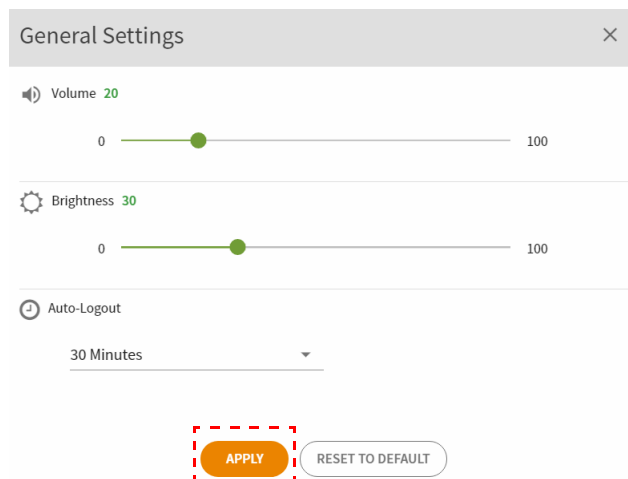 General Settings
Volume 20
0 100
Brightness 30
0 100
Auto-Logout
30 Minutes
APPLY RESET TO DEFAULT